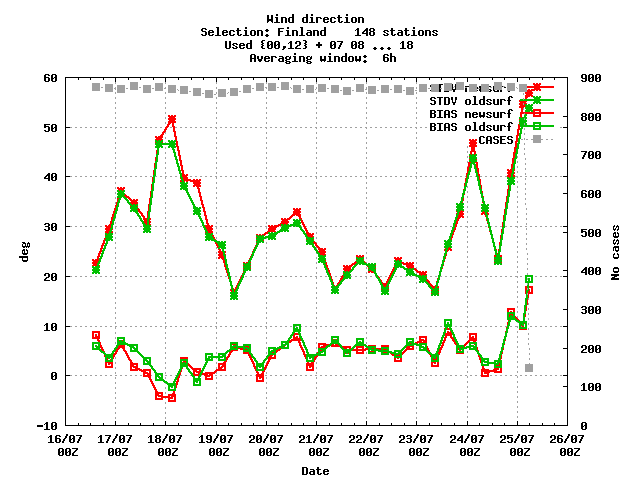 Wind direction
Selection: Finland 148 stations
Used {00,12} + 07 08 ... 18
Averaging window: 6h
60 900
STDV newsurf
STDV oldsurf
BIAS newsurf
BIAS oldsurf
CASES
50 800
40 700
30 600
20 500
10 400
0 300
-10 200
100
0
deg
No cases
16/07 17/07 18/07 19/07 20/07 21/07 22/07 23/07 24/07 25/07 26/07
00Z 00Z 00Z 00Z 00Z 00Z 00Z 00Z 00Z 00Z 00Z
Date